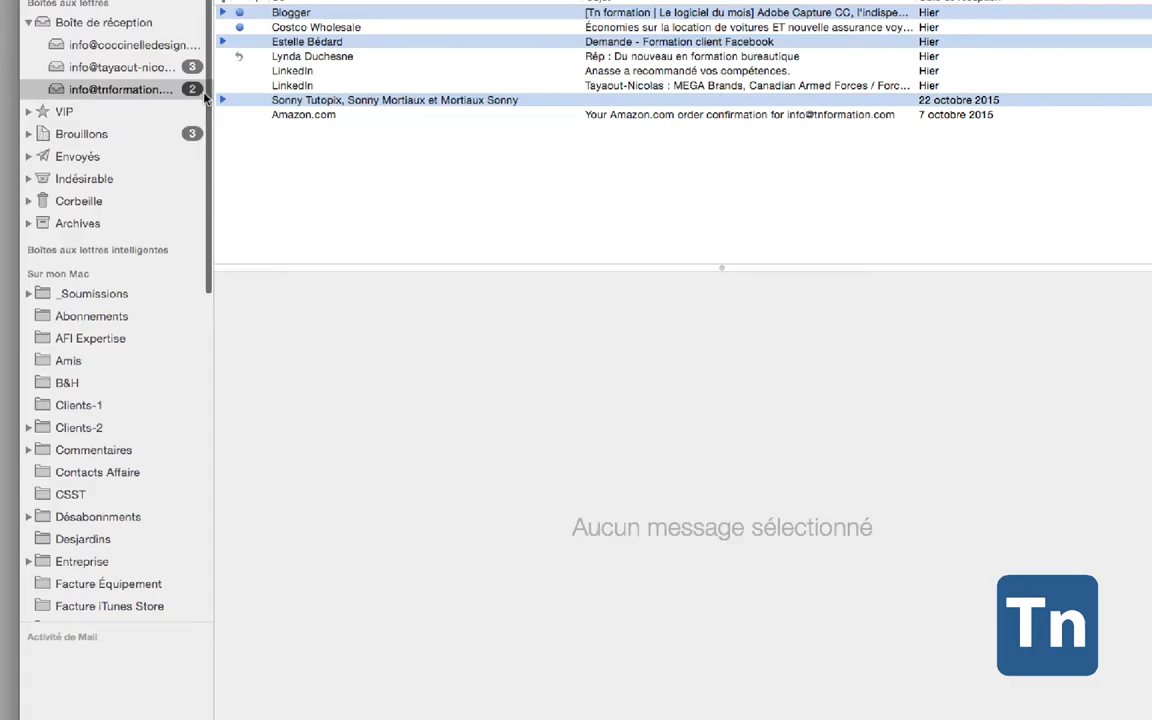 Boîtes aux lettres
Boîte de réception
info@coccinelledesign....
info@tayaout-nico... 3
info@tnformation.... 2
VIP
Brouillons 3
Envoyés
Indésirable
Corbeille
Archives
Boîtes aux lettres intelligentes
Sur mon Mac
_Soumissions
Abonnements
AFI Expertise
Amis
B&H
Clients-1
Clients-2
Commentaires
Contacts Affaire
CSST
Désabonnments
Desjardins
Entreprise
Facture Équipement
Facture iTunes Store
Activité de Mail
Blogger [Tn formation | Le logiciel du mois] Adobe Capture CC, l'indispe... Hier
Costco Wholesale Économies sur la location de voitures ET nouvelle assurance voy... Hier
Estelle Bédard Demande - Formation client Facebook Hier
Lynda Duchesne Rép : Du nouveau en formation bureautique Hier
LinkedIn Anasse a recommandé vos compétences. Hier
LinkedIn Tayaout-Nicolas : MEGA Brands, Canadian Armed Forces / Forc... Hier
Sonny Tutopix, Sonny Mortiaux et Mortiaux Sonny 22 octobre 2015
Amazon.com Your Amazon.com order confirmation for info@tnformation.com 7 octobre 2015
Aucun message sélectionné
Tn